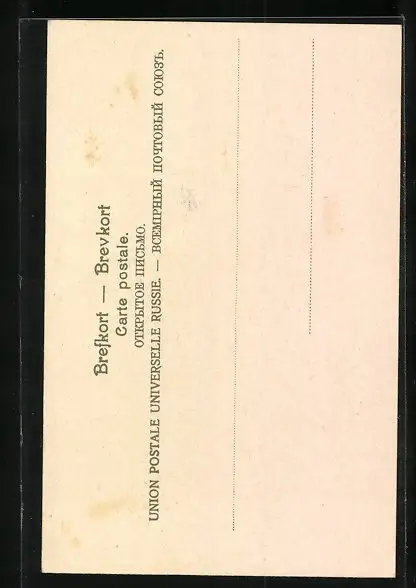 Brefkort — Brevkort
Carte postale.
ОТКРЫТОЕ ПИСЬМО.
UNION POSTALE UNIVERSELLE RUSSIE. — ВСЕМІРНЫЙ ПОЧТОВЫЙ СОЮЗЪ.